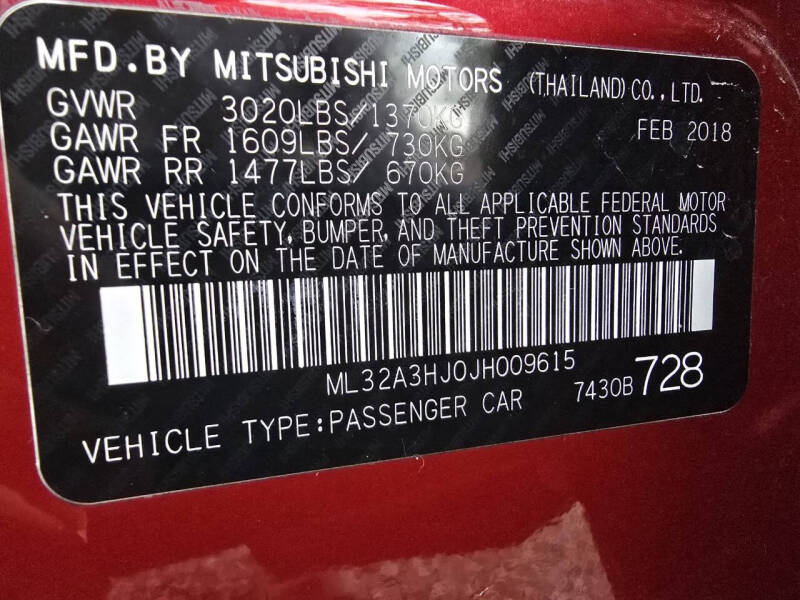 MFD.BY MITSUBISHI MOTORS (THAILAND) CO.,LTD.
GVWR 3020LBS/1370KG FEB 2018
GAWR FR 1609LBS/ 730KG
GAWR RR 1477LBS/ 670KG
THIS VEHICLE CONFORMS TO ALL APPLICABLE FEDERAL MOTOR
VEHICLE SAFETY, BUMPER, AND THEFT PREVENTION STANDARDS
IN EFFECT ON THE DATE OF MANUFACTURE SHOWN ABOVE.
ML32A3HJ0JH009615
7430B 728
VEHICLE TYPE:PASSENGER CAR